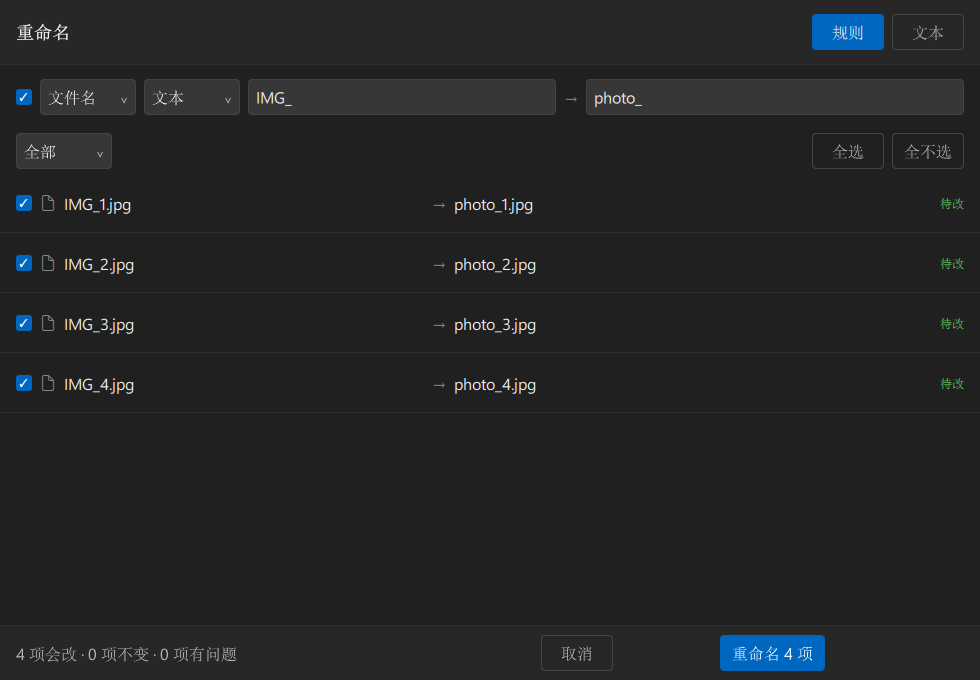 重命名 规则 文本
文件名 文本 IMG_ → photo_
全部 全选 全不选
IMG_1.jpg → photo_1.jpg 待改
IMG_2.jpg → photo_2.jpg 待改
IMG_3.jpg → photo_3.jpg 待改
IMG_4.jpg → photo_4.jpg 待改
4 项会改 · 0 项不变 · 0 项有问题 取消 重命名 4 项